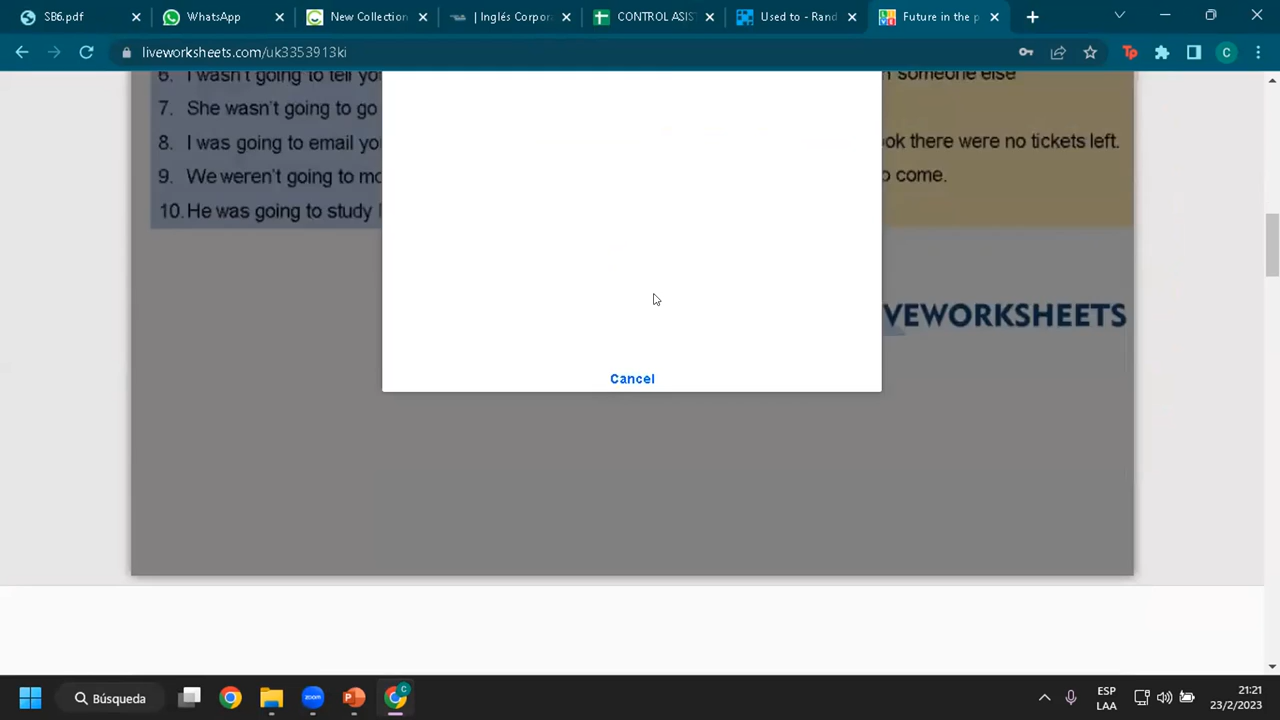 SB6.pdf
WhatsApp
New Collection
| Inglés Corpor
CONTROL ASIS
Used to - Rand
Future in the p
liveworksheets.com/uk3353913ki
C
6. I wasn't going to tell you
someone else
7. She wasn't going to go
8. I was going to email you
ok there were no tickets left.
9. We weren't going to mo
o come.
10. He was going to study
VEWORKSHEETS
Cancel
Búsqueda
zoom
ESP
LAA
21:21
23/2/2023